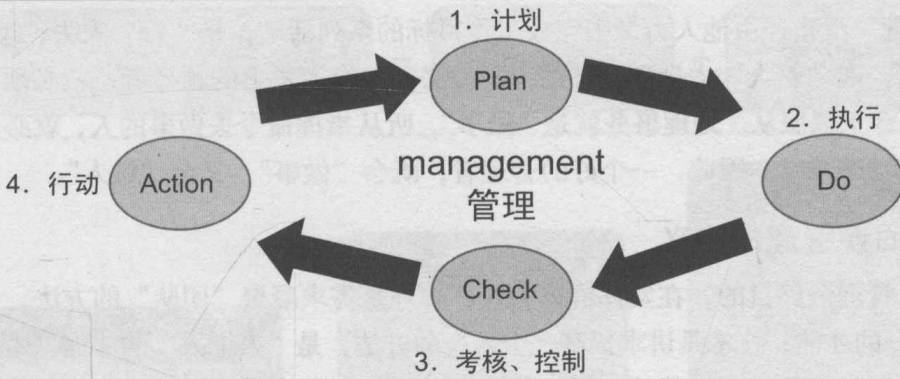 1. 计划
Plan
2. 执行
Do
management
管理
4. 行动
Action
Check
3. 考核、控制